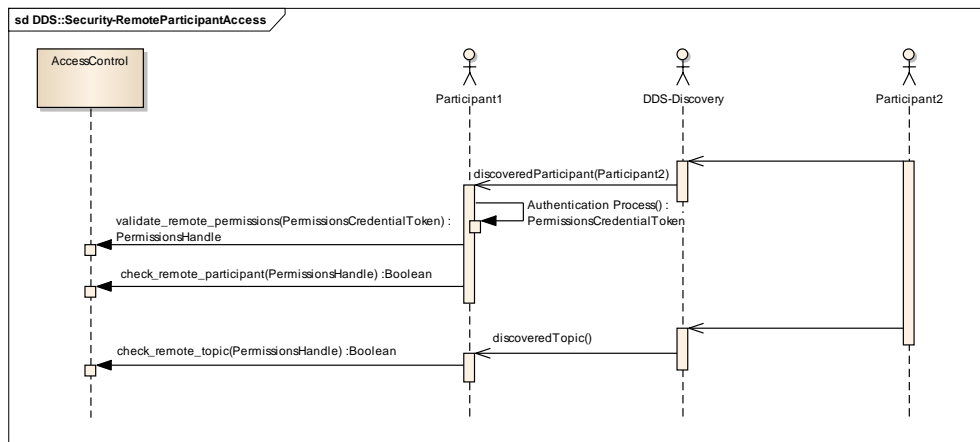 sd DDS::Security-RemoteParticipantAccess
AccessControl
Participant1
DDS-Discovery
Participant2
discoveredParticipant(Participant2)
Authentication Process() :
PermissionsCredentialToken
validate_remote_permissions(PermissionsCredentialToken) :
PermissionsHandle
check_remote_participant(PermissionsHandle) :Boolean
discoveredTopic()
check_remote_topic(PermissionsHandle) :Boolean